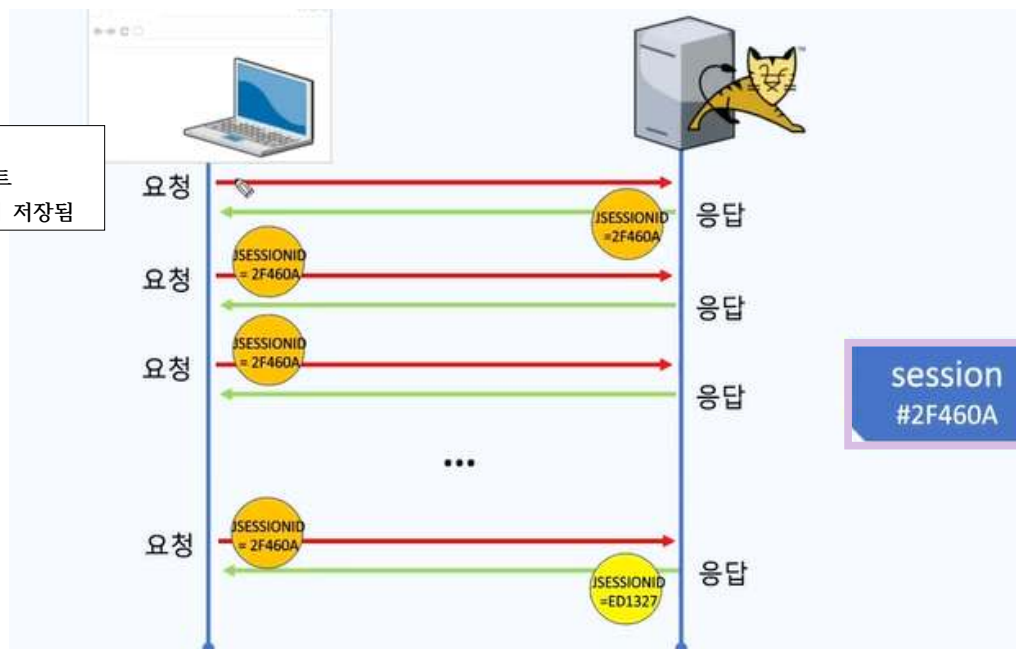 트
저장됨
요청
응답
JSESSIONID
=2F460A
요청
JSESSIONID
= 2F460A
응답
요청
JSESSIONID
= 2F460A
응답
session
#2F460A
...
요청
JSESSIONID
= 2F460A
응답
JSESSIONID
=ED1327
TM